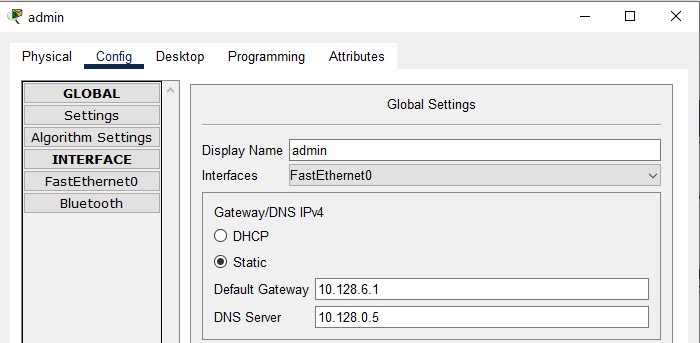 admin
Physical Config Desktop Programming Attributes
GLOBAL
Settings
Algorithm Settings
INTERFACE
FastEthernet0
Bluetooth
Global Settings
Display Name admin
Interfaces FastEthernet0
Gateway/DNS IPv4
DHCP
Static
Default Gateway 10.128.6.1
DNS Server 10.128.0.5